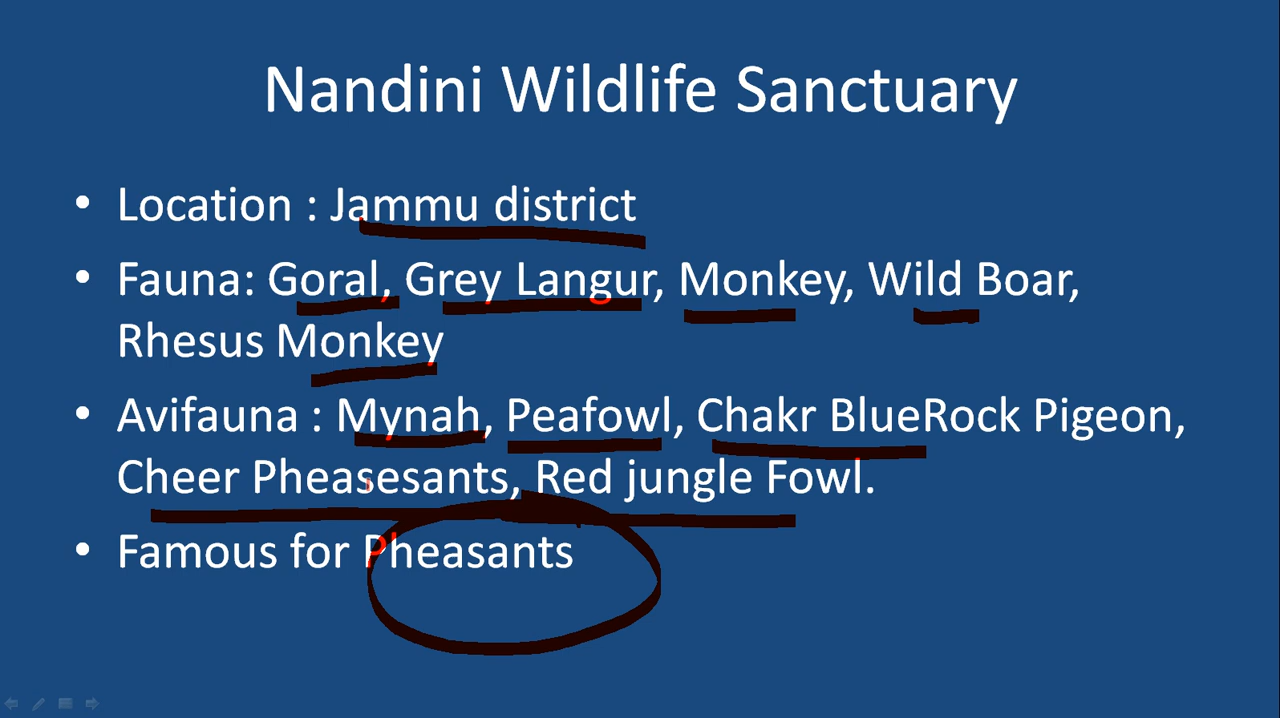 Nandini Wildlife Sanctuary
• Location : Jammu district
• Fauna: Goral, Grey Langur, Monkey, Wild Boar,
Rhesus Monkey
• Avifauna : Mynah, Peafowl, Chakr BlueRock Pigeon,
Cheer Pheasesants, Red jungle Fowl.
• Famous for Pheasants